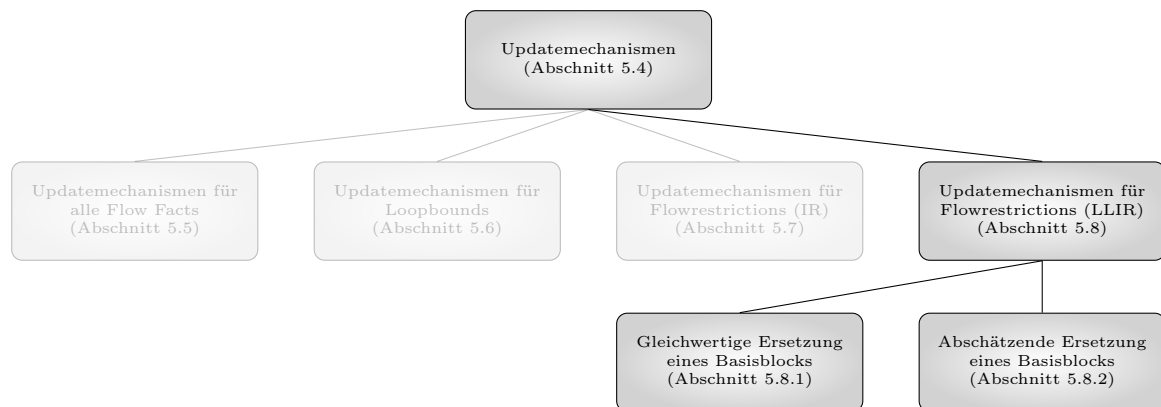 Updatemechanismen
(Abschnitt 5.4)
Updatemechanismen für
alle Flow Facts
(Abschnitt 5.5)
Updatemechanismen für
Loopbounds
(Abschnitt 5.6)
Updatemechanismen für
Flowrestrictions (IR)
(Abschnitt 5.7)
Updatemechanismen für
Flowrestrictions (LLIR)
(Abschnitt 5.8)
Gleichwertige Ersetzung
eines Basisblocks
(Abschnitt 5.8.1)
Abschätzende Ersetzung
eines Basisblocks
(Abschnitt 5.8.2)